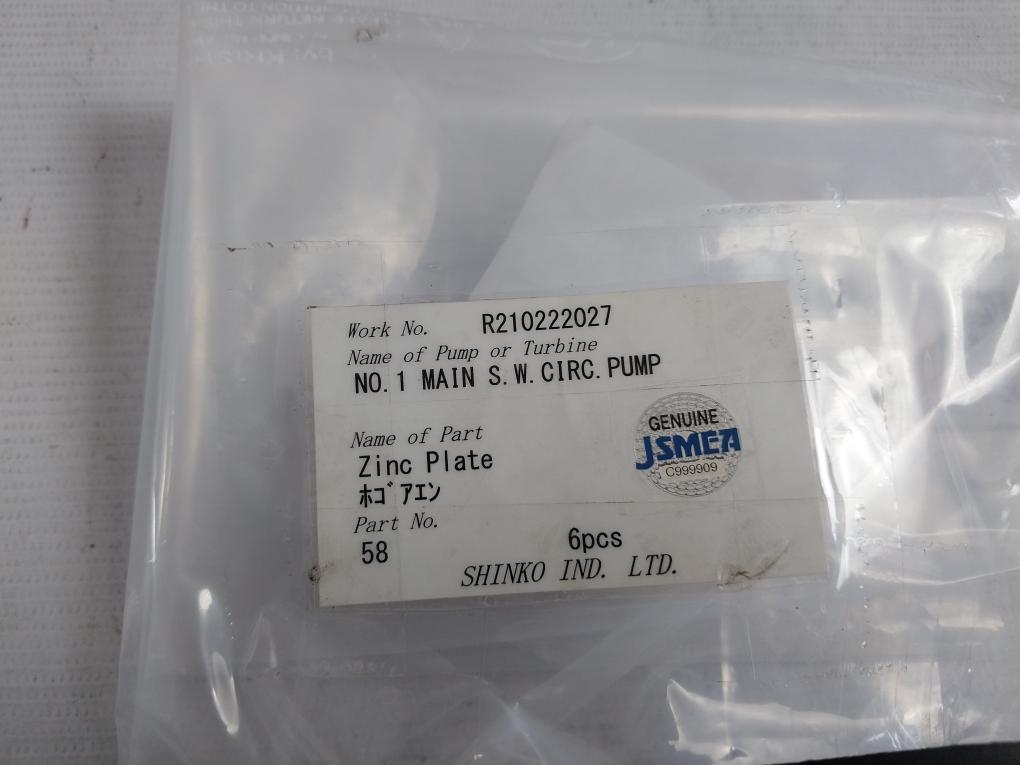 Work No. R210222027
Name of Pump or Turbine
NO.1 MAIN S.W.CIRC.PUMP
Name of Part
Zinc Plate
ﾎｺﾞｱｴﾝ
Part No.
58 6pcs
SHINKO IND. LTD.
GENUINE
JSMEA
C999909